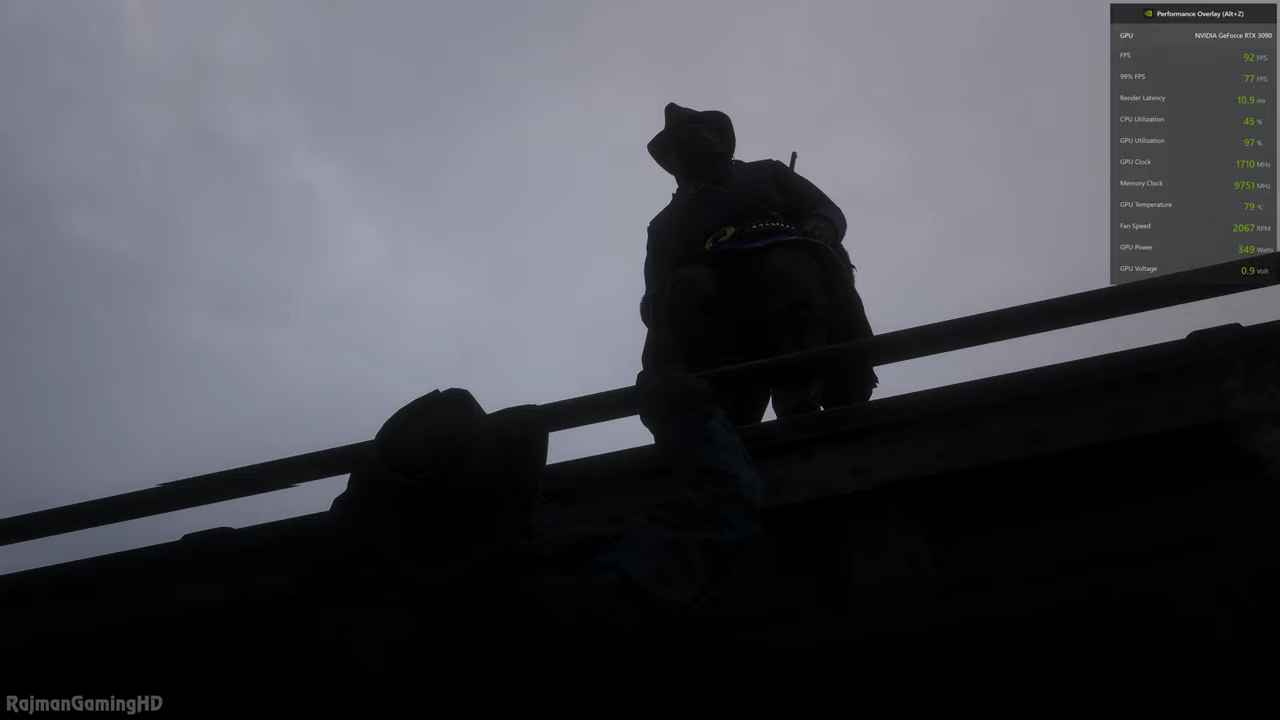 Performance Overlay (Alt+Z)
GPU NVIDIA GeForce RTX 3090
FPS 92 FPS
99% FPS 77 FPS
Render Latency 10.9 ms
CPU Utilization 45 %
GPU Utilization 97 %
GPU Clock 1710 MHz
Memory Clock 9751 MHz
GPU Temperature 79 °C
Fan Speed 2067 RPM
GPU Power 349 Watts
GPU Voltage 0.9 Volt
RajmanGamingHD